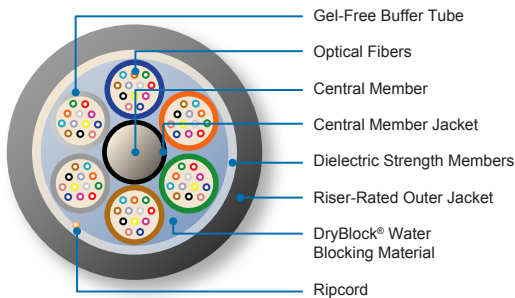 Gel-Free Buffer Tube
Optical Fibers
Central Member
Central Member Jacket
Dielectric Strength Members
Riser-Rated Outer Jacket
DryBlock® Water
Blocking Material
Ripcord